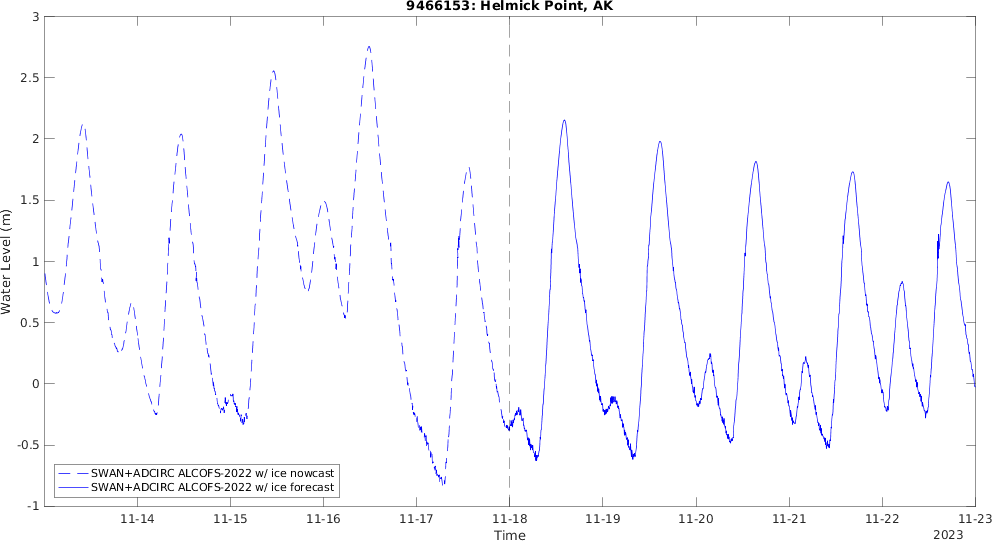 9466153: Helmick Point, AK
3
2.5
2
1.5
1
0.5
0
-0.5
-1
Water Level (m)
SWAN+ADCIRC ALCOFS-2022 w/ ice nowcast
SWAN+ADCIRC ALCOFS-2022 w/ ice forecast
11-14 11-15 11-16 11-17 11-18 11-19 11-20 11-21 11-22 11-23
Time
2023